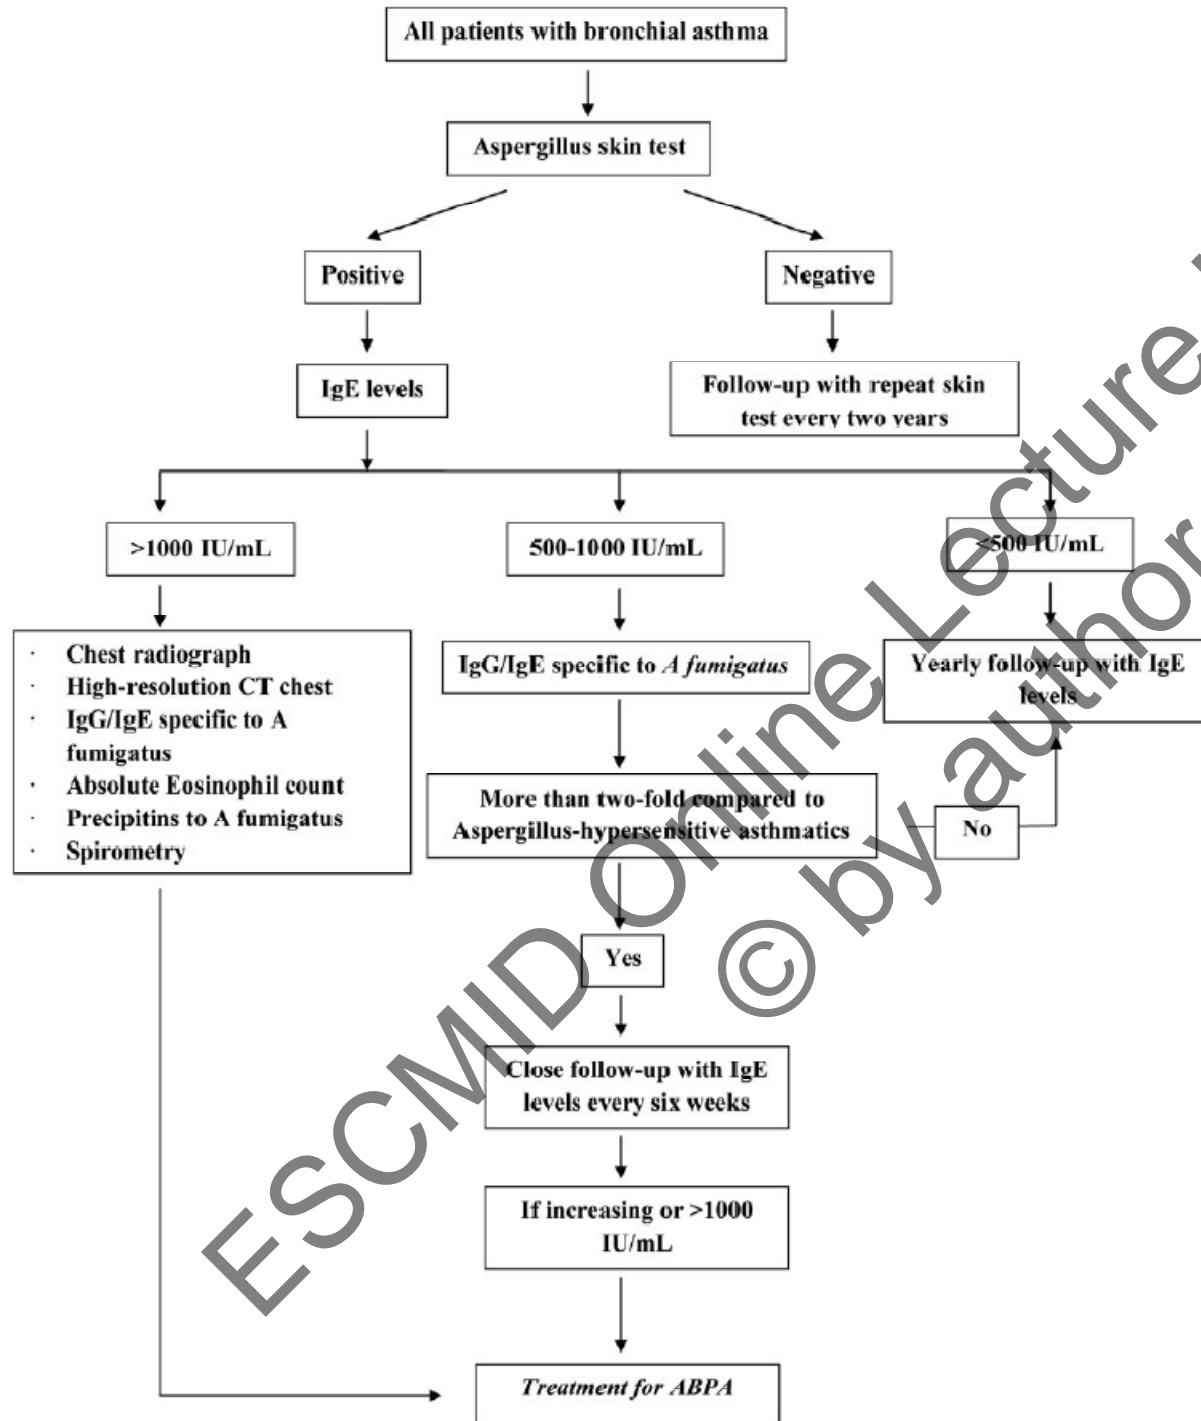 All patients with bronchial asthma
Aspergillus skin test
Positive
Negative
IgE levels
Follow-up with repeat skin
test every two years
>1000 IU/mL
500-1000 IU/mL
<500 IU/mL
· Chest radiograph
· High-resolution CT chest
· IgG/IgE specific to A
fumigatus
· Absolute Eosinophil count
· Precipitins to A fumigatus
· Spirometry
IgG/IgE specific to A fumigatus
Yearly follow-up with IgE
levels
More than two-fold compared to
Aspergillus-hypersensitive asthmatics
No
Yes
Close follow-up with IgE
levels every six weeks
If increasing or >1000
IU/mL
Treatment for ABPA
ESCMID Online Lecture
© by author